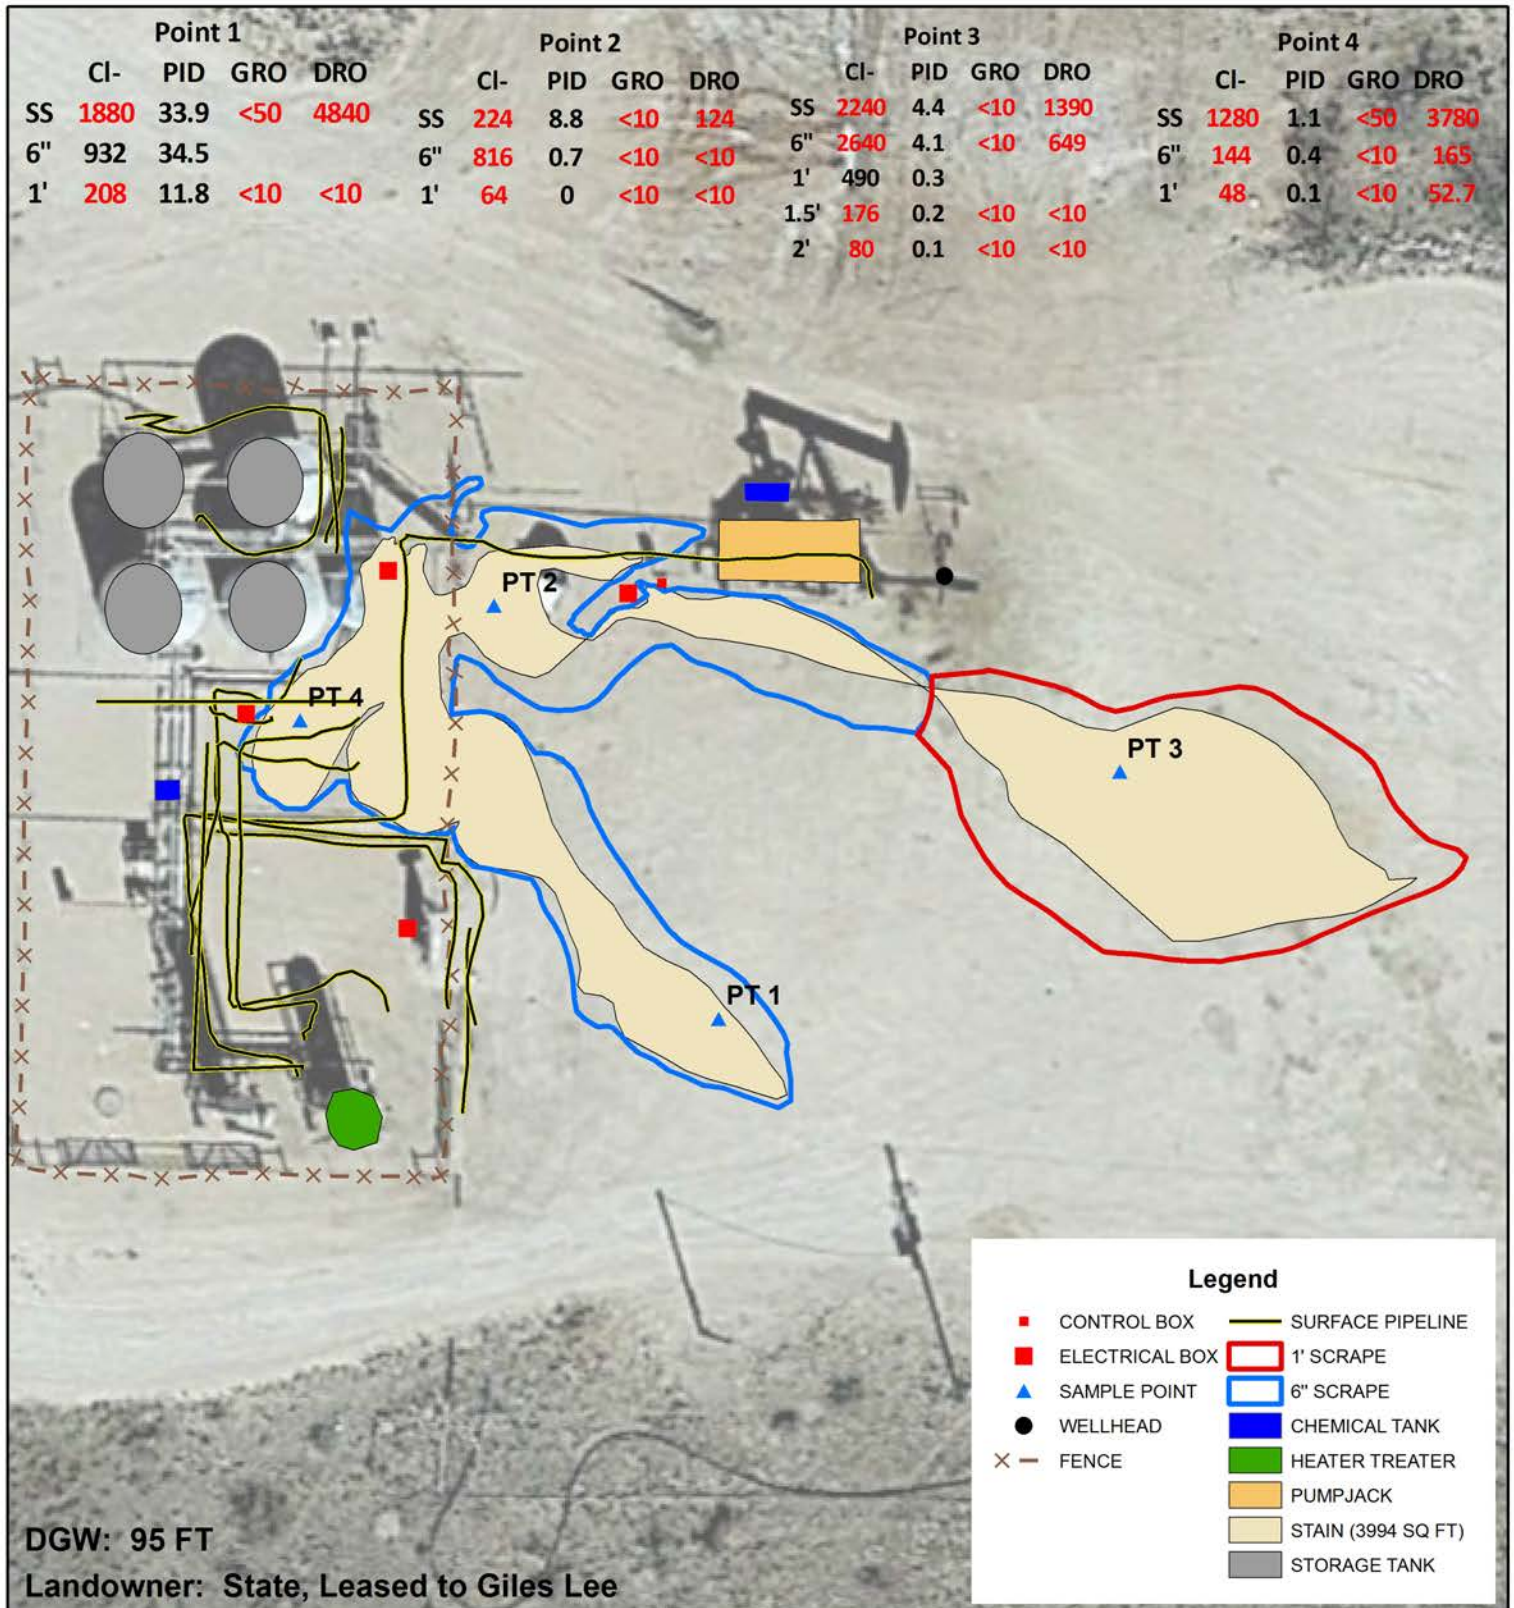 Point 1
Cl- PID GRO DRO
SS 1880 33.9 <50 4840
6" 932 34.5
1' 208 11.8 <10 <10
Point 2
Cl- PID GRO DRO
SS 224 8.8 <10 124
6" 816 0.7 <10 <10
1' 64 0 <10 <10
Point 3
Cl- PID GRO DRO
SS 2240 4.4 <10 1390
6" 2640 4.1 <10 649
1' 490 0.3
1.5' 176 0.2 <10 <10
2' 80 0.1 <10 <10
Point 4
Cl- PID GRO DRO
SS 1280 1.1 <50 3780
6" 144 0.4 <10 165
1' 48 0.1 <10 52.7
PT 2
PT 4
PT 3
PT 1
Legend
CONTROL BOX
ELECTRICAL BOX
SAMPLE POINT
WELLHEAD
FENCE
SURFACE PIPELINE
1' SCRAPE
6" SCRAPE
CHEMICAL TANK
HEATER TREATER
PUMPJACK
STAIN (3994 SQ FT)
STORAGE TANK
DGW: 95 FT
Landowner: State, Leased to Giles Lee